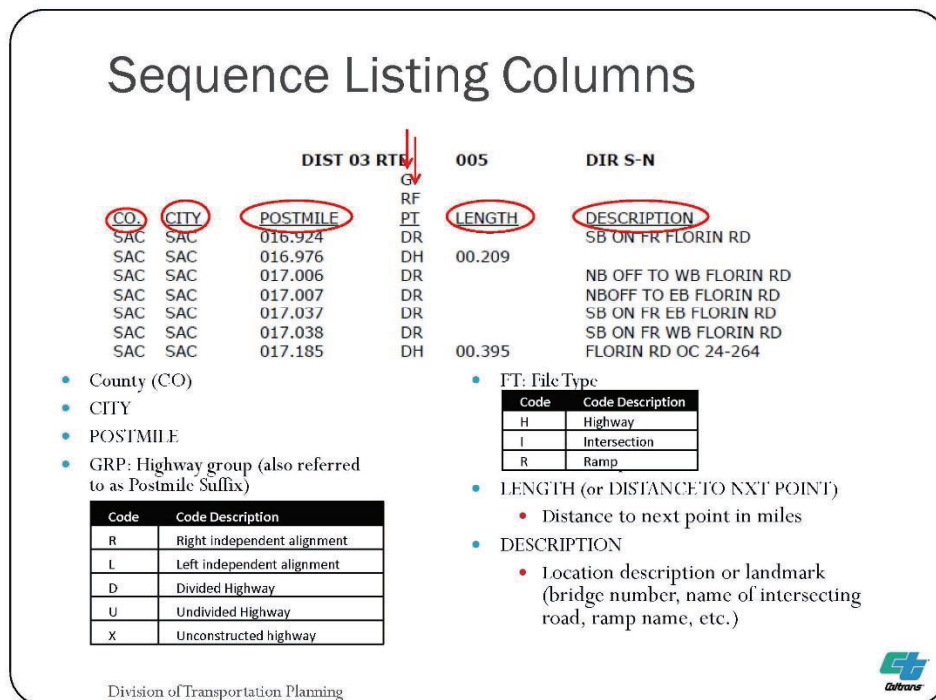 Sequence Listing Columns
DIST 03 RTE 005 DIR S-N
G
RF
CO. CITY POSTMILE PT LENGTH DESCRIPTION
SAC SAC 016.924 DR SB ON FR FLORIN RD
SAC SAC 016.976 DH 00.209
SAC SAC 017.006 DR NB OFF TO WB FLORIN RD
SAC SAC 017.007 DR NBOFF TO EB FLORIN RD
SAC SAC 017.037 DR SB ON FR EB FLORIN RD
SAC SAC 017.038 DR SB ON FR WB FLORIN RD
SAC SAC 017.185 DH 00.395 FLORIN RD OC 24-264
• County (CO)
• CITY
• POSTMILE
• GRP: Highway group (also referred
to as Postmile Suffix)
Code Code Description
R Right independent alignment
L Left independent alignment
D Divided Highway
U Undivided Highway
X Unconstructed highway
• FT: File Type
Code Code Description
H Highway
I Intersection
R Ramp
• LENGTH (or DISTANCE TO NXT POINT)
• Distance to next point in miles
• DESCRIPTION
• Location description or landmark
(bridge number, name of intersecting
road, ramp name, etc.)
Division of Transportation Planning
Caltrans